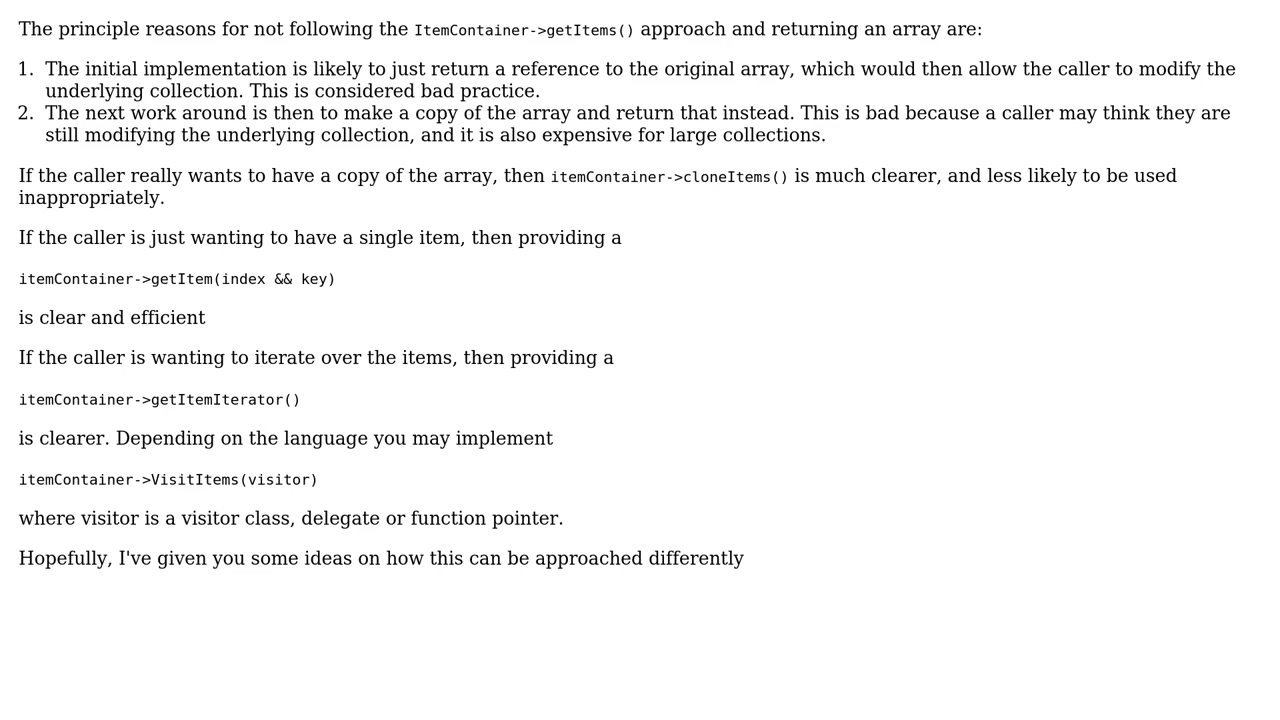 The principle reasons for not following the ItemContainer->getItems() approach and returning an array are:
1. The initial implementation is likely to just return a reference to the original array, which would then allow the caller to modify the
underlying collection. This is considered bad practice.
2. The next work around is then to make a copy of the array and return that instead. This is bad because a caller may think they are
still modifying the underlying collection, and it is also expensive for large collections.
If the caller really wants to have a copy of the array, then itemContainer->cloneItems() is much clearer, and less likely to be used
inappropriately.
If the caller is just wanting to have a single item, then providing a
itemContainer->getItem(index && key)
is clear and efficient
If the caller is wanting to iterate over the items, then providing a
itemContainer->getItemIterator()
is clearer. Depending on the language you may implement
itemContainer->VisitItems(visitor)
where visitor is a visitor class, delegate or function pointer.
Hopefully, I've given you some ideas on how this can be approached differently